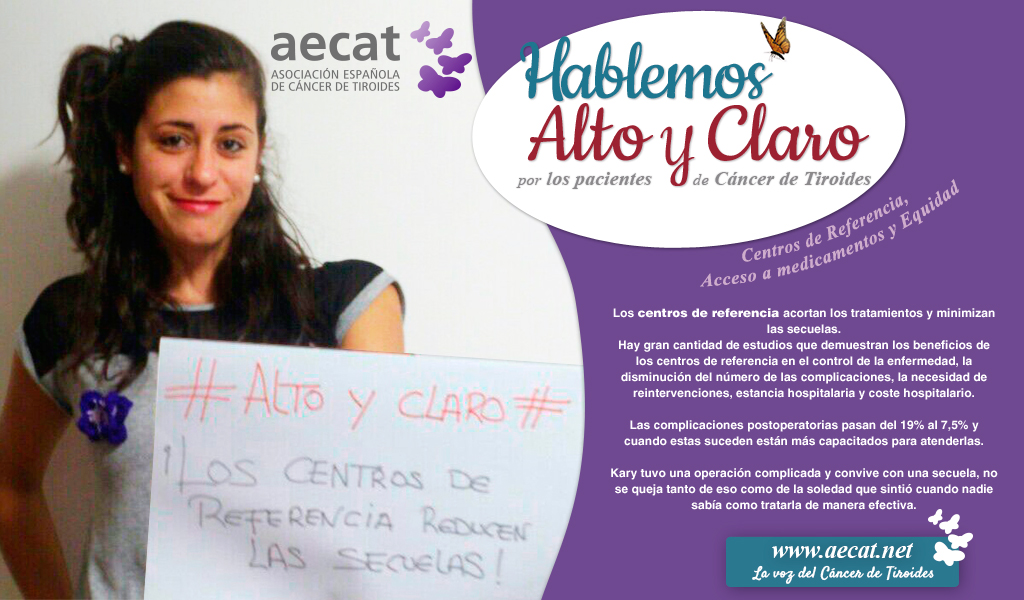 aecat
ASOCIACIÓN ESPAÑOLA
DE CÁNCER DE TIROIDES
Hablemos
Alto y Claro
por los pacientes de Cáncer de Tiroides
Centros de Referencia,
Acceso a medicamentos y Equidad
# ALTO Y CLARO #
¡LOS CENTROS DE
REFERENCIA REDUCEN
LAS SECUELAS!
Los centros de referencia acortan los tratamientos y minimizan
las secuelas.
Hay gran cantidad de estudios que demuestran los beneficios de
los centros de referencia en el control de la enfermedad, la
disminución del número de las complicaciones, la necesidad de
reintervenciones, estancia hospitalaria y coste hospitalario.
Las complicaciones postoperatorias pasan del 19% al 7,5% y
cuando estas suceden están más capacitados para atenderlas.
Kary tuvo una operación complicada y convive con una secuela, no
se queja tanto de eso como de la soledad que sintió cuando nadie
sabía como tratarla de manera efectiva.
www.aecat.net
La voz del Cáncer de Tiroides